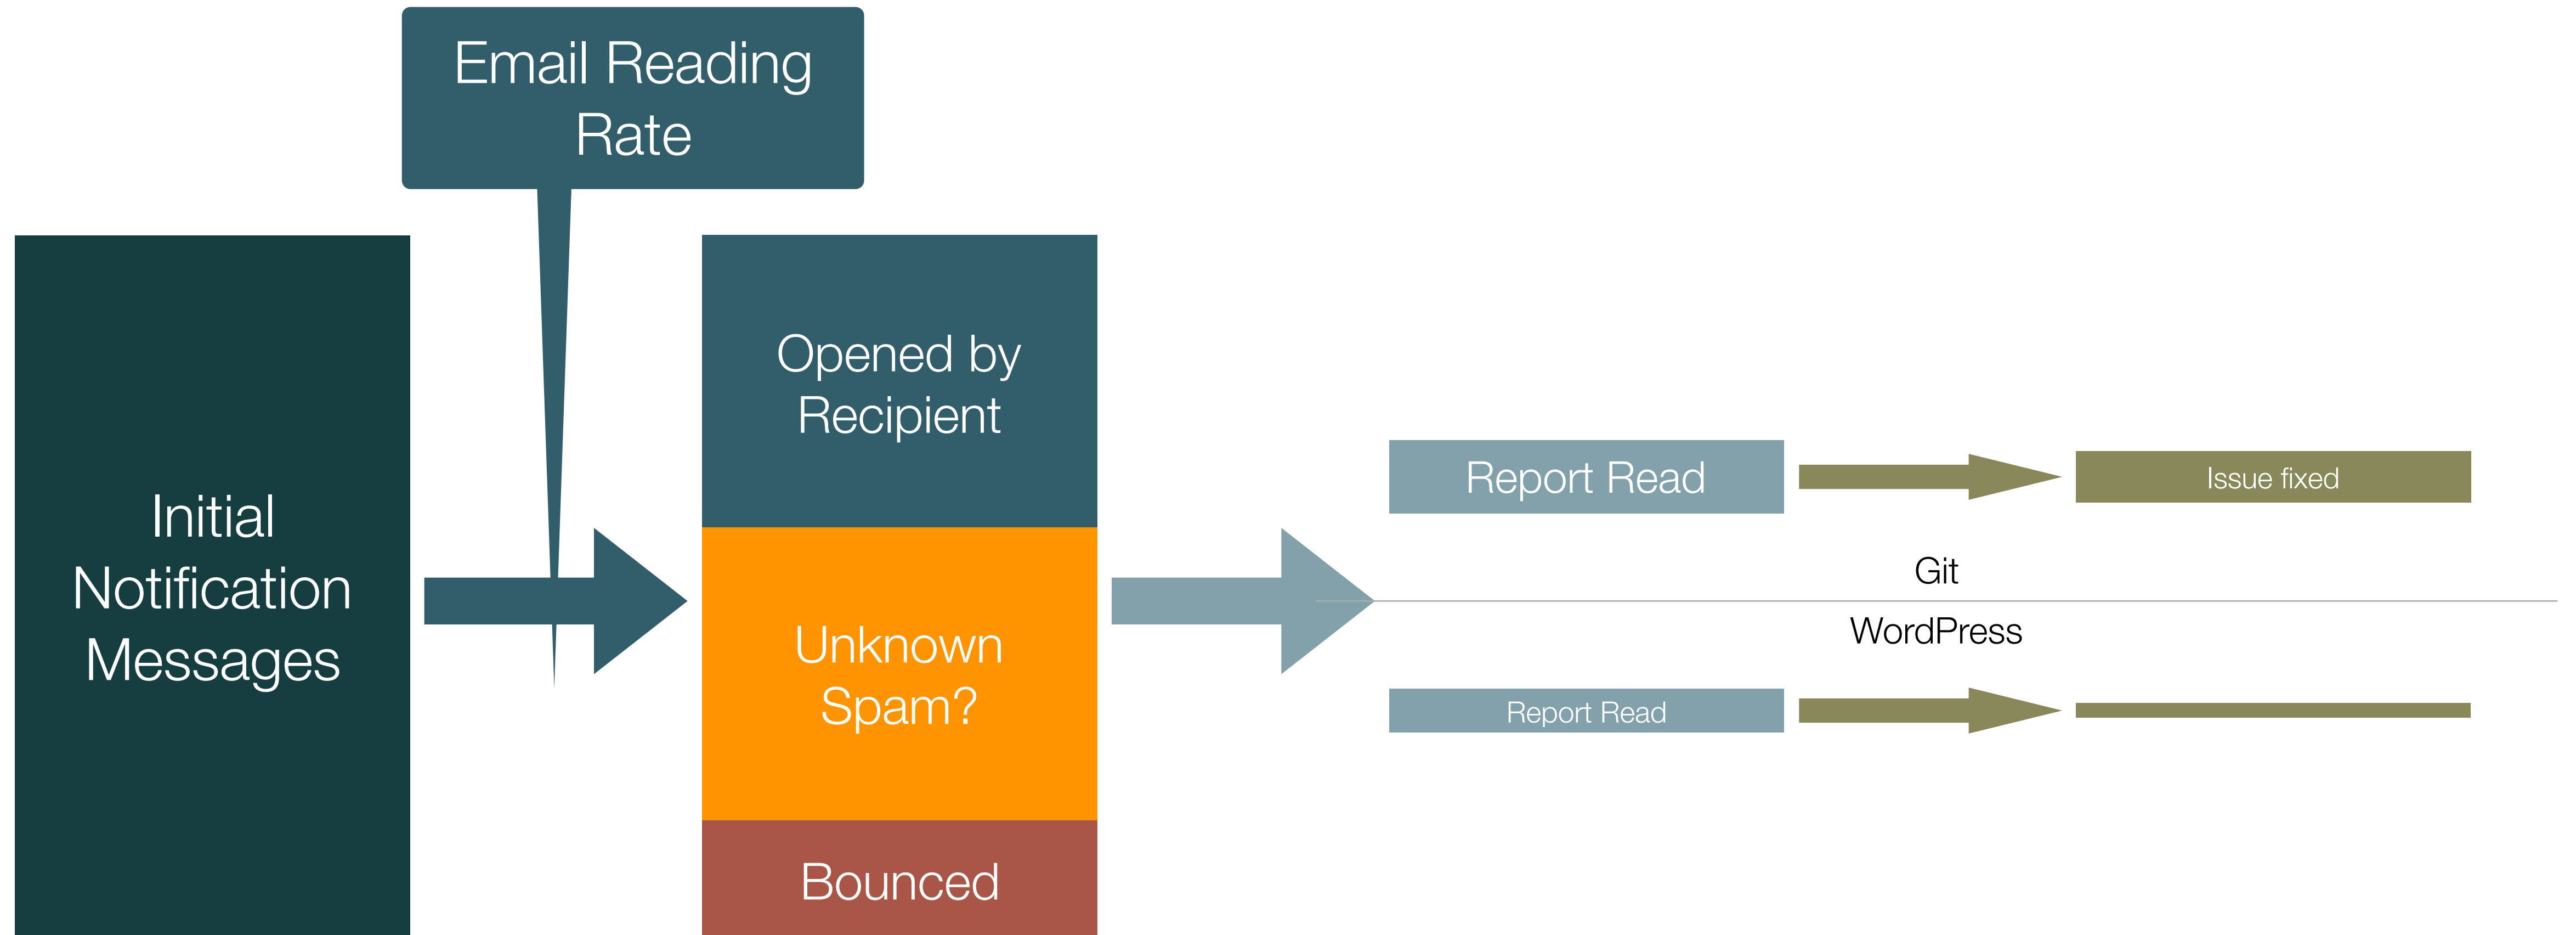 Email Reading
Rate
Initial
Notification
Messages
Opened by
Recipient
Unknown
Spam?
Bounced
Report Read
Issue fixed
Git
WordPress
Report Read